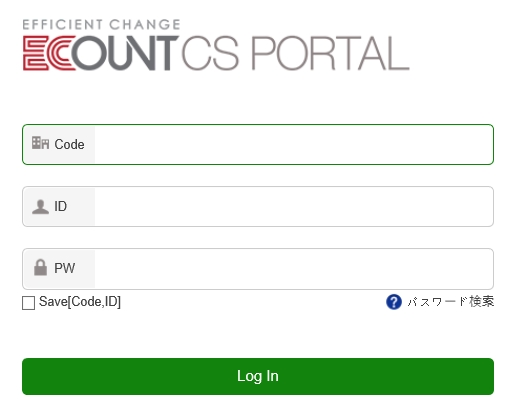 EFFICIENT CHANGE
ECOUNT CS PORTAL
Code
ID
PW
Save[Code,ID]
パスワード検索
Log In